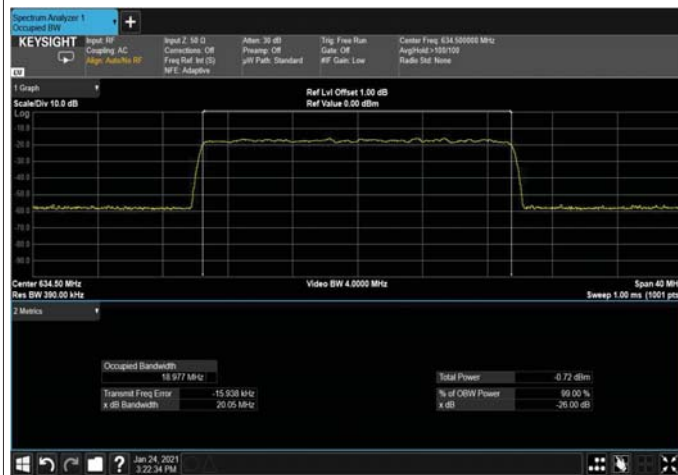 Spectrum Analyzer 1
Occupied BW
KEYSIGHT
Input: RF
Coupling: AC
Align: Auto/No RF
Input Z: 50 Ω
Corrections: Off
Freq Ref: Int (S)
NFE: Adaptive
Atten: 30 dB
Preamp: Off
µW Path: Standard
Trig: Free Run
Gate: Off
#IF Gain: Low
Center Freq: 634.500000 MHz
Avg|Hold:>100/100
Radio Std: None
1 Graph
Scale/Div 10.0 dB
Ref Lvl Offset 1.00 dB
Ref Value 0.00 dBm
Log
-10.0
-20.0
-30.0
-40.0
-50.0
-60.0
-70.0
-80.0
-90.0
Center 634.50 MHz
Video BW 4.0000 MHz
Span 40 MH
Res BW 390.00 kHz
Sweep 1.00 ms (1001 pts
2 Metrics
Occupied Bandwidth
18.977 MHz
Total Power -0.72 dBm
Transmit Freq Error -15.938 kHz
% of OBW Power 99.00 %
x dB Bandwidth 20.05 MHz
x dB -26.00 dB
?
Jan 24, 2021
3:22:34 PM